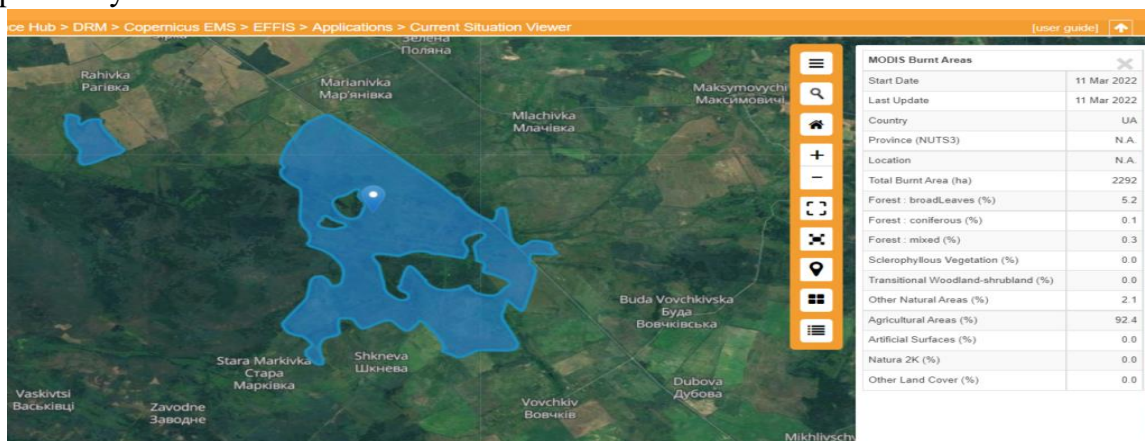 ce Hub > DRM > Copernicus EMS > EFFIS > Applications > Current Situation Viewer
[user guide]
Поляна
Rahivka
Рагівка
Marianivka
Мар'янівка
Maksymovychi
Максимовичі
Mlachivka
Млачівка
Buda Vovchkivska
Буда
Вовчківська
Stara Markivka
Стара
Марківка
Shkneva
Шкнева
Vaskivtsi
Васьківці
Zavodne
Заводне
Vovchkiv
Вовчків
Dubova
Дубова
MODIS Burnt Areas
Start Date 11 Mar 2022
Last Update 11 Mar 2022
Country UA
Province (NUTS3) N.A.
Location N.A.
Total Burnt Area (ha) 2292
Forest : broadLeaves (%) 5.2
Forest : coniferous (%) 0.1
Forest : mixed (%) 0.3
Sclerophyllous Vegetation (%) 0.0
Transitional Woodland-shrubland (%) 0.0
Other Natural Areas (%) 2.1
Agricultural Areas (%) 92.4
Artificial Surfaces (%) 0.0
Natura 2K (%) 0.0
Other Land Cover (%) 0.0